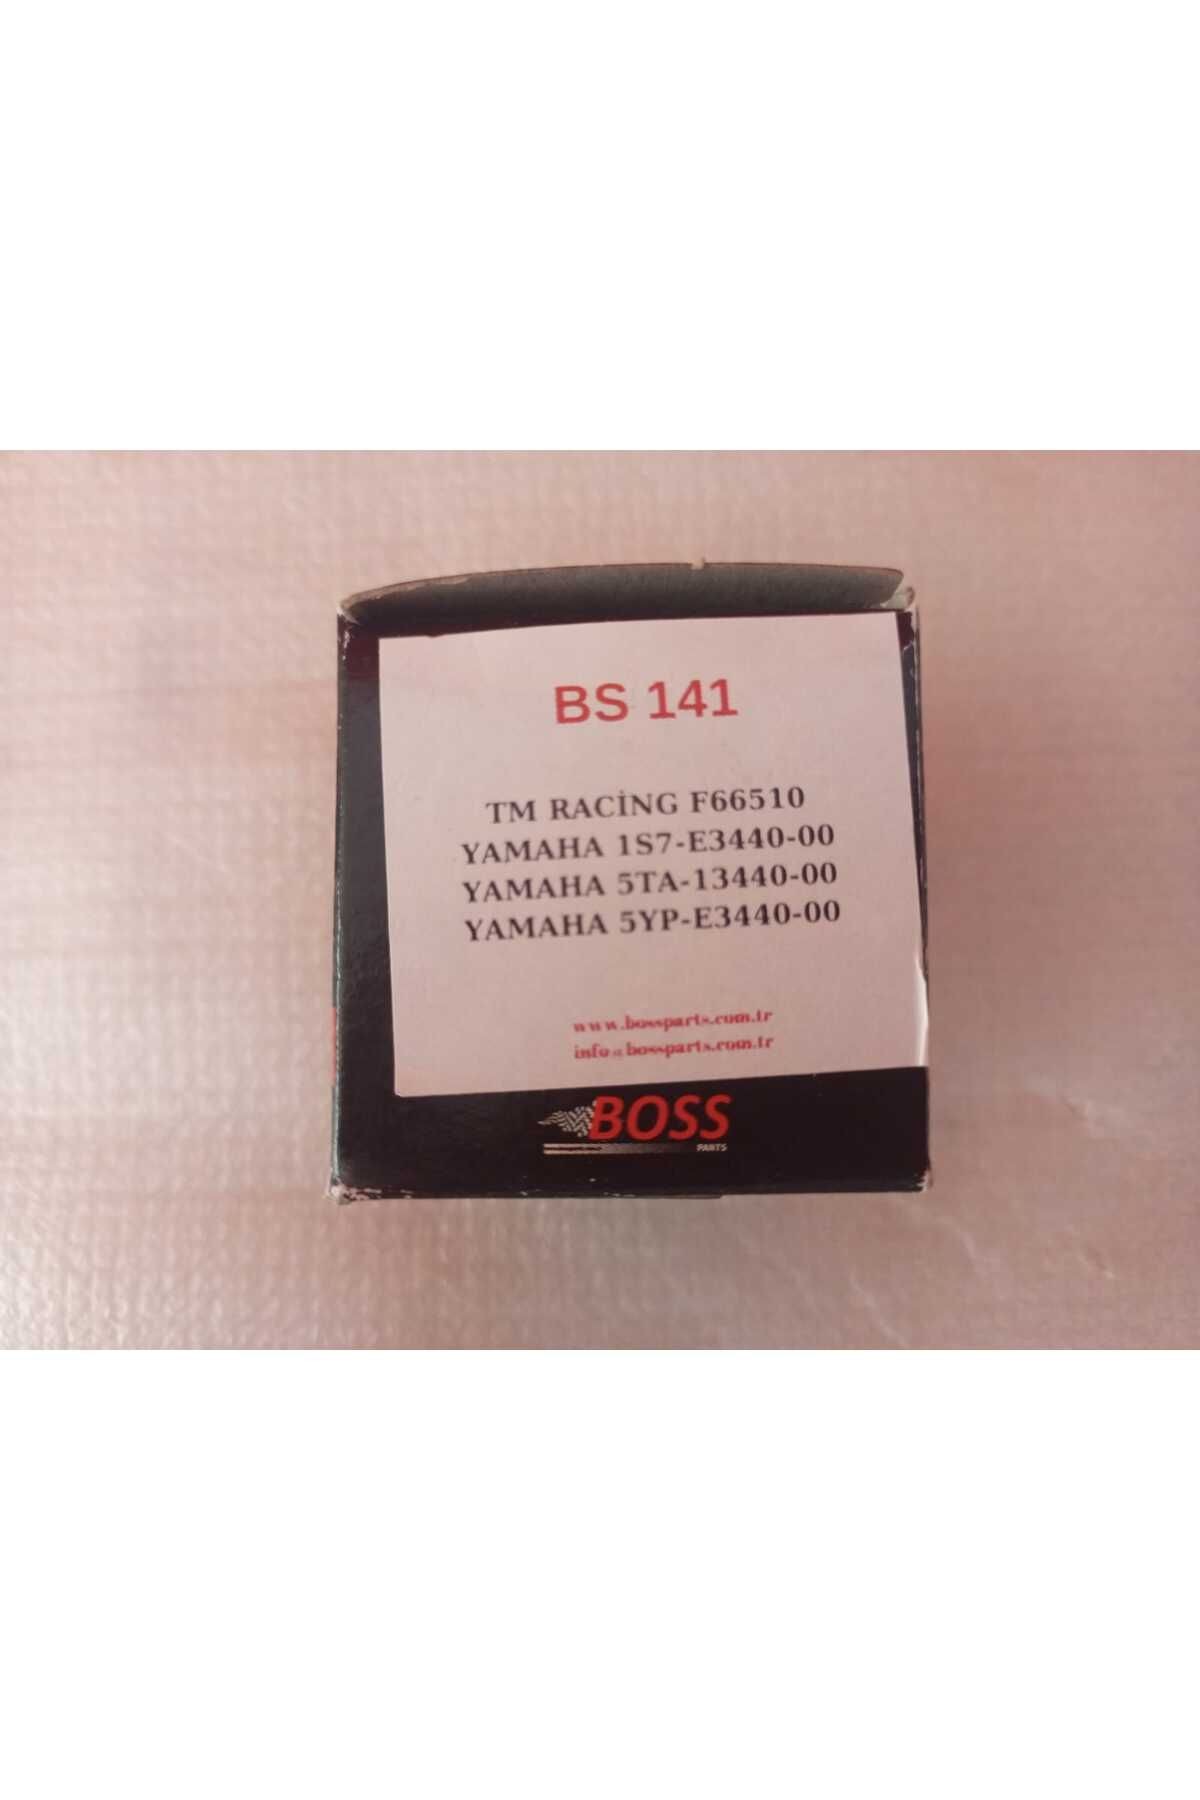 BS 141
TM RACİNG F66510
YAMAHA 1S7-E3440-00
YAMAHA 5TA-13440-00
YAMAHA 5YP-E3440-00
www.bossparts.com.tr
info@bossparts.com.tr
BOSS
PARTS